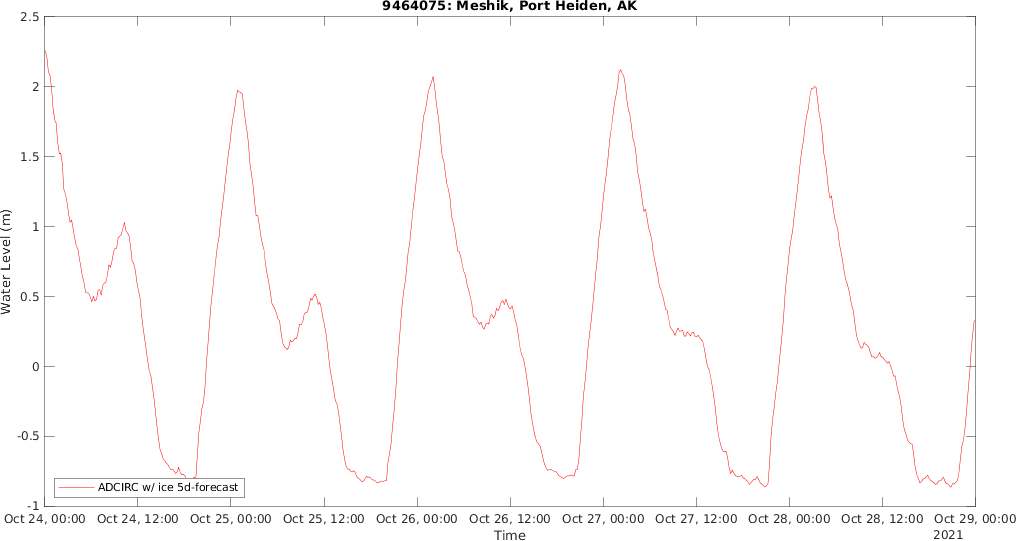 9464075: Meshik, Port Heiden, AK
2.5
2
1.5
1
0.5
0
-0.5
-1
Water Level (m)
ADCIRC w/ ice 5d-forecast
Oct 24, 00:00 Oct 24, 12:00 Oct 25, 00:00 Oct 25, 12:00 Oct 26, 00:00 Oct 26, 12:00 Oct 27, 00:00 Oct 27, 12:00 Oct 28, 00:00 Oct 28, 12:00 Oct 29, 00:00
Time
2021